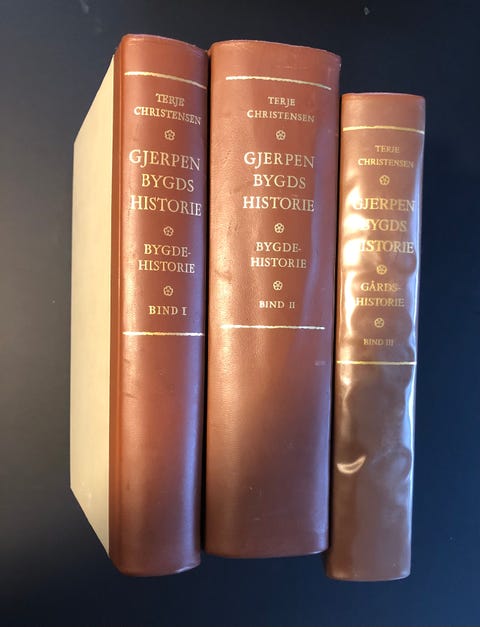 TERJE
CHRISTENSEN
GJERPEN
BYGDS
HISTORIE
BYGDE-
HISTORIE
BIND I
TERJE
CHRISTENSEN
GJERPEN
BYGDS
HISTORIE
BYGDE-
HISTORIE
BIND II
TERJE
CHRISTENSEN
GJERPEN
BYGDS
HISTORIE
GÅRDS-
HISTORIE
BIND III